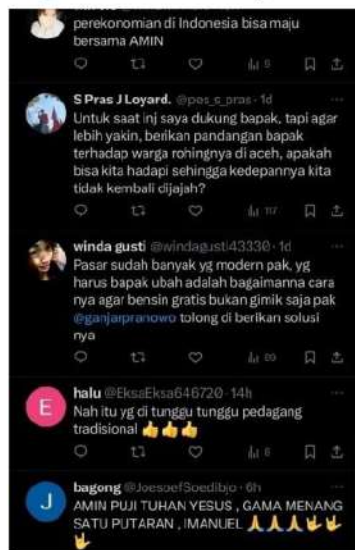 perekonomian di Indonesia bisa maju
bersama AMIN
S Pras J Loyard. @pes_c_pras · 1d
Untuk saat inj saya dukung bapak, tapi agar
lebih yakin, berikan pandangan bapak
terhadap warga rohingnya di aceh, apakah
bisa kita hadapi sehingga kedepannya kita
tidak kembali dijajah?
117
winda gusti @windagusti43330 · 1d
Pasar sudah banyak yg modern pak, yg
harus bapak ubah adalah bagaimanna cara
nya agar bensin gratis bukan gimik saja pak
@ganjarpranowo tolong di berikan solusi
nya
89
E
halu @EksaEksa646720 · 14h
Nah itu yg di tunggu tunggu pedagang
tradisional 👍👍👍
J
bagong @JoesoefSoedibjo · 6h
AMIN PUJI TUHAN YESUS , GAMA MENANG
SATU PUTARAN , IMANUEL 🙏🙏🙏🤟🤟
🤟